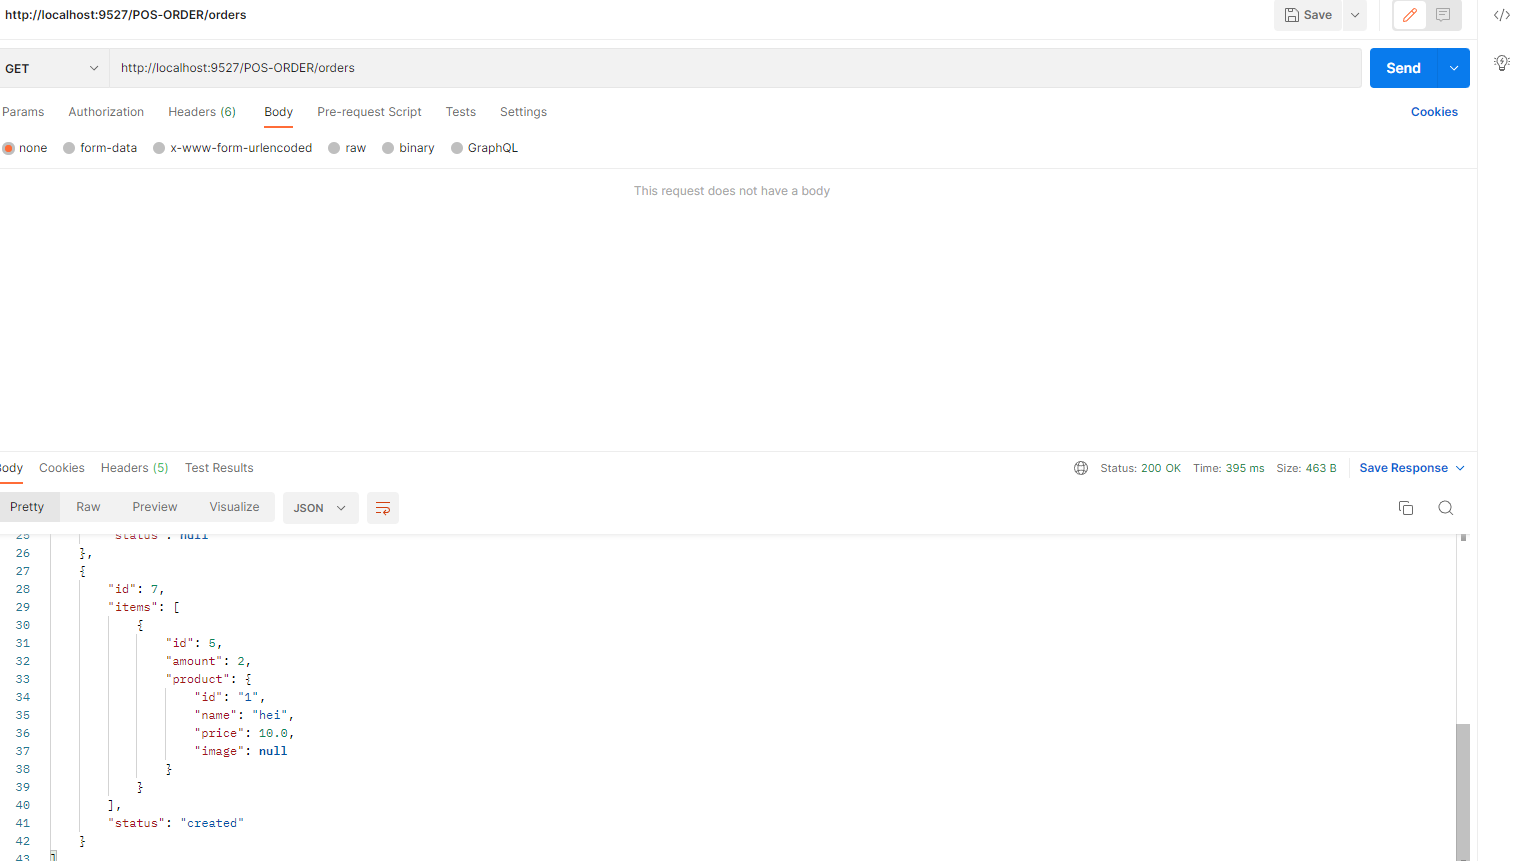 http://localhost:9527/POS-ORDER/orders
Save
GET
http://localhost:9527/POS-ORDER/orders
Send
Params Authorization Headers (6) Body Pre-request Script Tests Settings Cookies
none form-data x-www-form-urlencoded raw binary GraphQL
This request does not have a body
Body Cookies Headers (5) Test Results Status: 200 OK Time: 395 ms Size: 463 B Save Response
Pretty Raw Preview Visualize JSON
25 "status": null
26 },
27 {
28 "id": 7,
29 "items": [
30 {
31 "id": 5,
32 "amount": 2,
33 "product": {
34 "id": "1",
35 "name": "hei",
36 "price": 10.0,
37 "image": null
38 }
39 }
40 ],
41 "status": "created"
42 }
43 ]